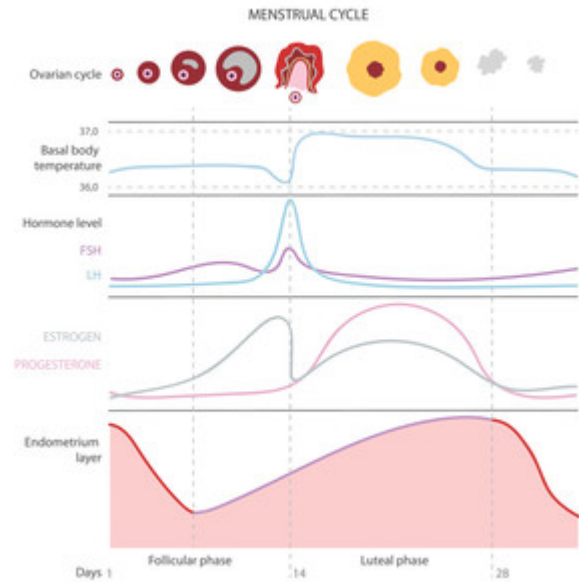 MENSTRUAL CYCLE
Ovarian cycle
37,0
Basal body
temperature
36,0
Hormone level
FSH
LH
ESTROGEN
PROGESTERONE
Endometrium
layer
Follicular phase
Luteal phase
Days 1
14
28